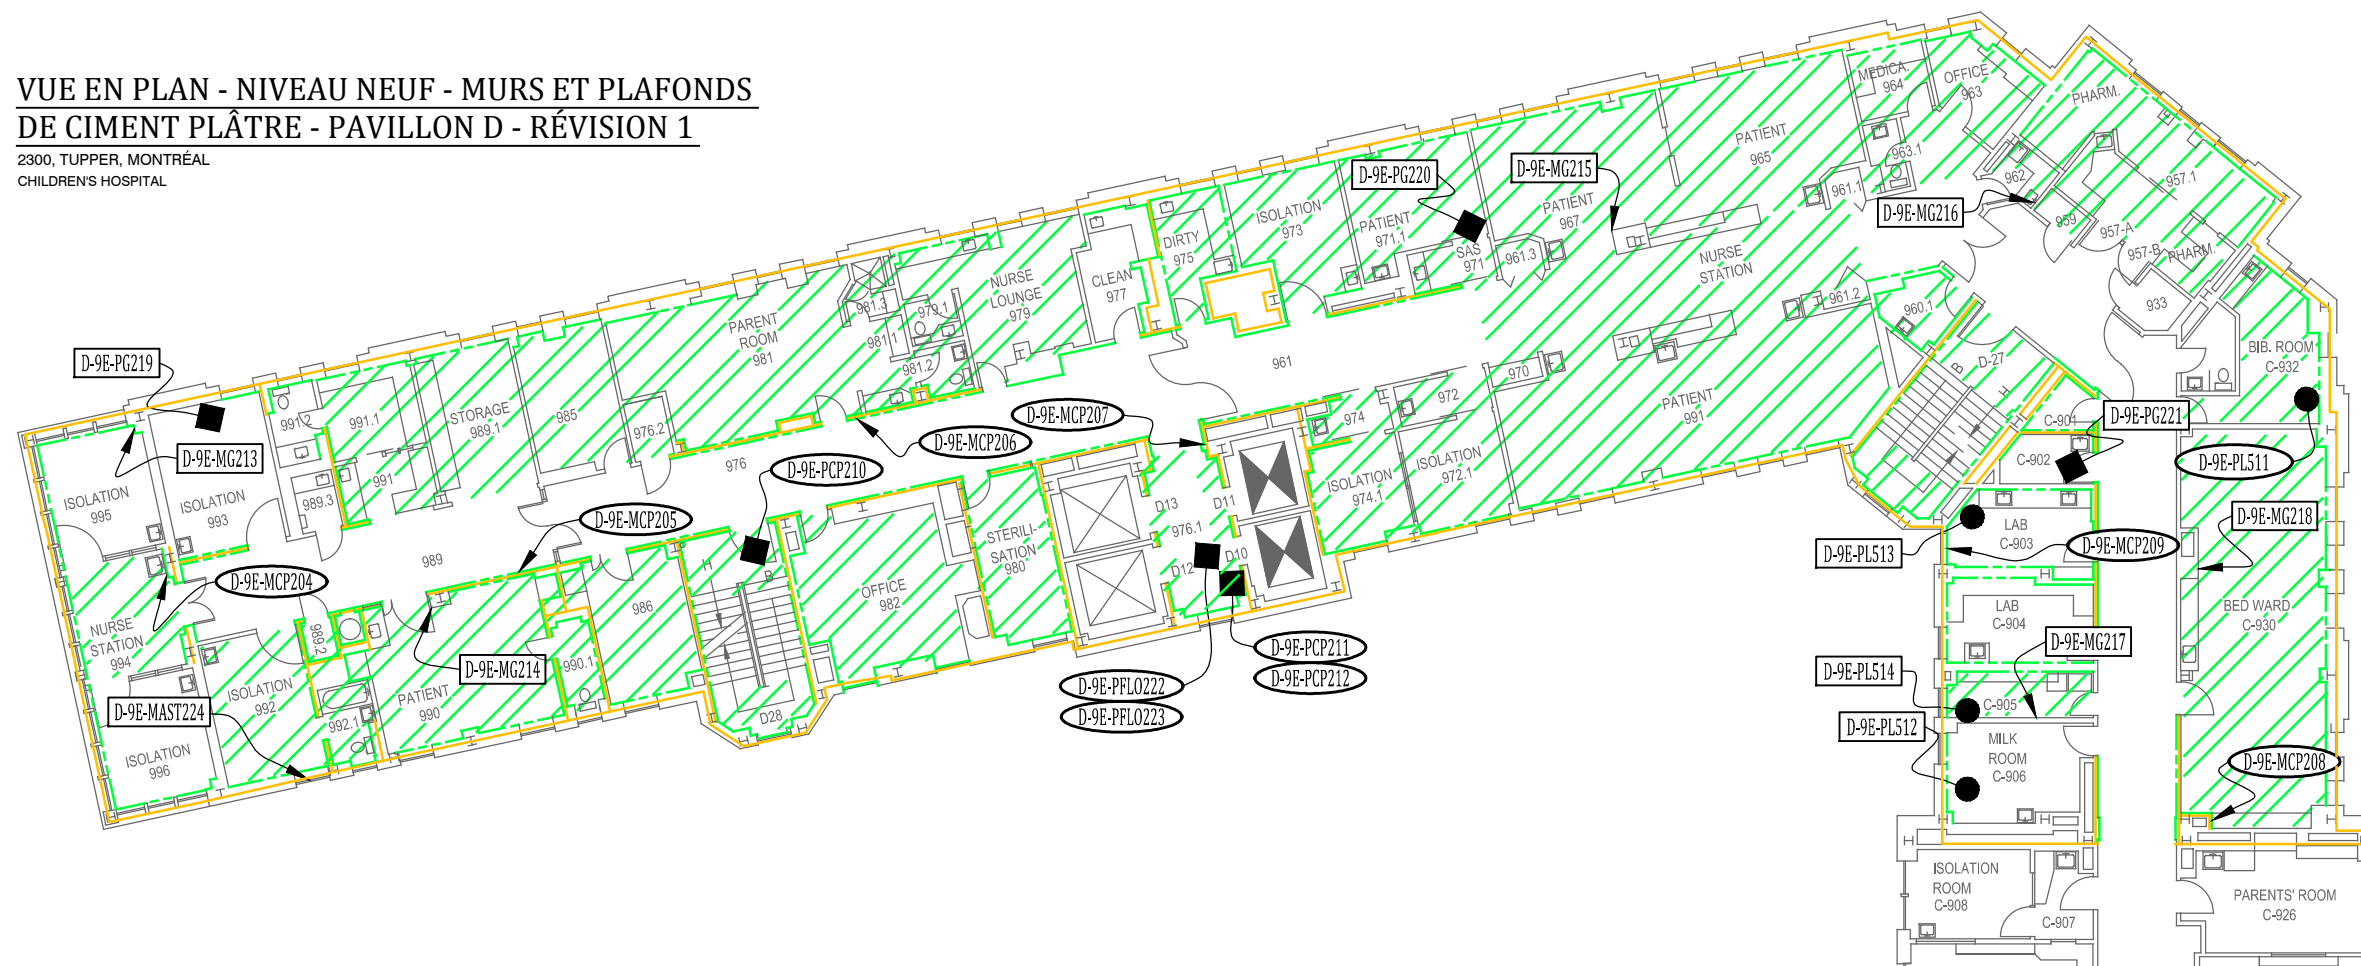 VUE EN PLAN - NIVEAU NEUF - MURS ET PLAFONDS
DE CIMENT PLÂTRE - PAVILLON D - RÉVISION 1
2300, TUPPER, MONTRÉAL
CHILDREN'S HOSPITAL
MEDICA.
964
OFFICE
963
PHARM.
PATIENT
965
963.1
962
957.1
D-9E-PG220
D-9E-MG215
D-9E-MG216
961.1
959
957-A
957-B
PHARM.
ISOLATION
973
PATIENT
971.1
PATIENT
967
DIRTY
975
SAS
971
961.3
NURSE
STATION
CLEAN
977
NURSE
LOUNGE
979
979.1
981.3
981.1
981.2
PARENT
ROOM
981
961.2
960.1
933
D-9E-PG219
961
D-27
B
H
BIB. ROOM
C-932
970
972
974
PATIENT
991
991.2
991.1
STORAGE
989.1
985
976.2
D-9E-MCP207
D-9E-MCP206
C-901
D-9E-PG221
D-9E-MG213
976
D-9E-PCP210
C-902
D-9E-PL511
ISOLATION
995
ISOLATION
993
989.3
991
ISOLATION
974.1
ISOLATION
972.1
D11
D13
976.1
D-9E-MCP205
STERILI-
SATION
980
LAB
C-903
D-9E-MG218
D-9E-PL513
D-9E-MCP209
989
D10
D12
D-9E-MCP204
H
B
OFFICE
982
986
LAB
C-904
BED WARD
C-930
NURSE
STATION
994
989.2
D-9E-MG217
D-9E-PCP211
D-9E-PCP212
D-9E-MG214
990.1
D-9E-PFLO222
D-9E-PFLO223
D-9E-PL514
ISOLATION
992
PATIENT
990
C-905
D-9E-MAST224
992.1
D28
D-9E-PL512
MILK
ROOM
C-906
ISOLATION
996
D-9E-MCP208
ISOLATION
ROOM
C-908
C-907
PARENTS' ROOM
C-926